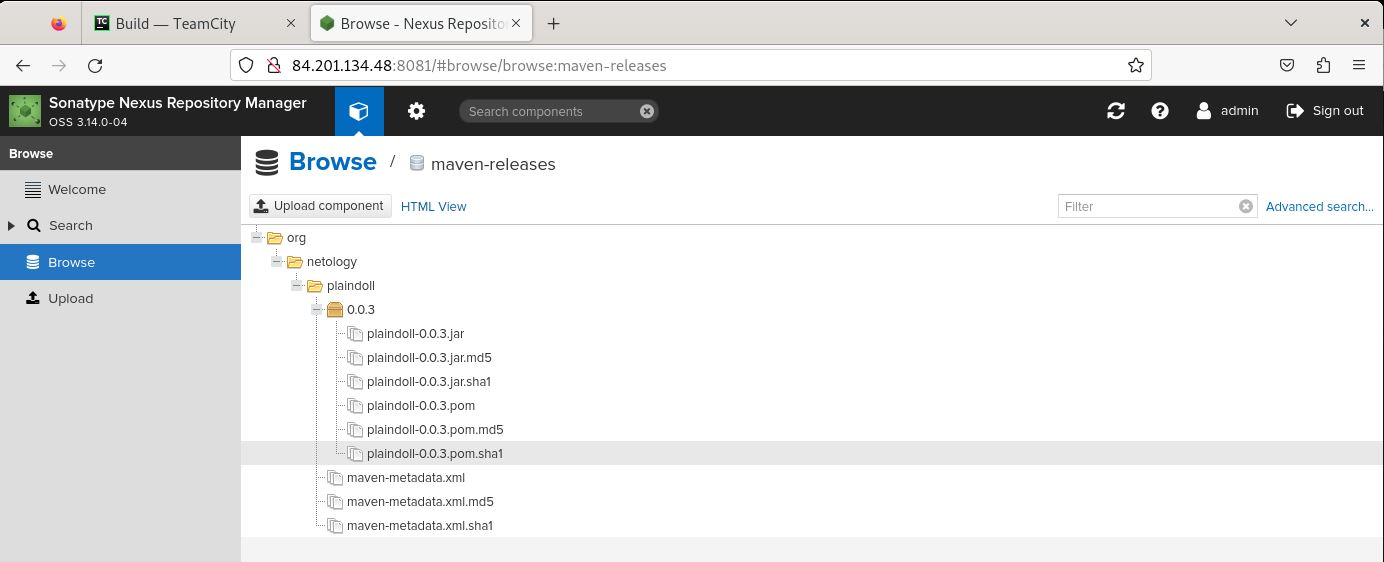 Build — TeamCity
Browse - Nexus Reposito
84.201.134.48:8081/#browse/browse:maven-releases
Sonatype Nexus Repository Manager
OSS 3.14.0-04
Search components
admin
Sign out
Browse
Welcome
Search
Browse
Upload
Browse / maven-releases
Upload component
HTML View
Filter
Advanced search...
org
netology
plaindoll
0.0.3
plaindoll-0.0.3.jar
plaindoll-0.0.3.jar.md5
plaindoll-0.0.3.jar.sha1
plaindoll-0.0.3.pom
plaindoll-0.0.3.pom.md5
plaindoll-0.0.3.pom.sha1
maven-metadata.xml
maven-metadata.xml.md5
maven-metadata.xml.sha1